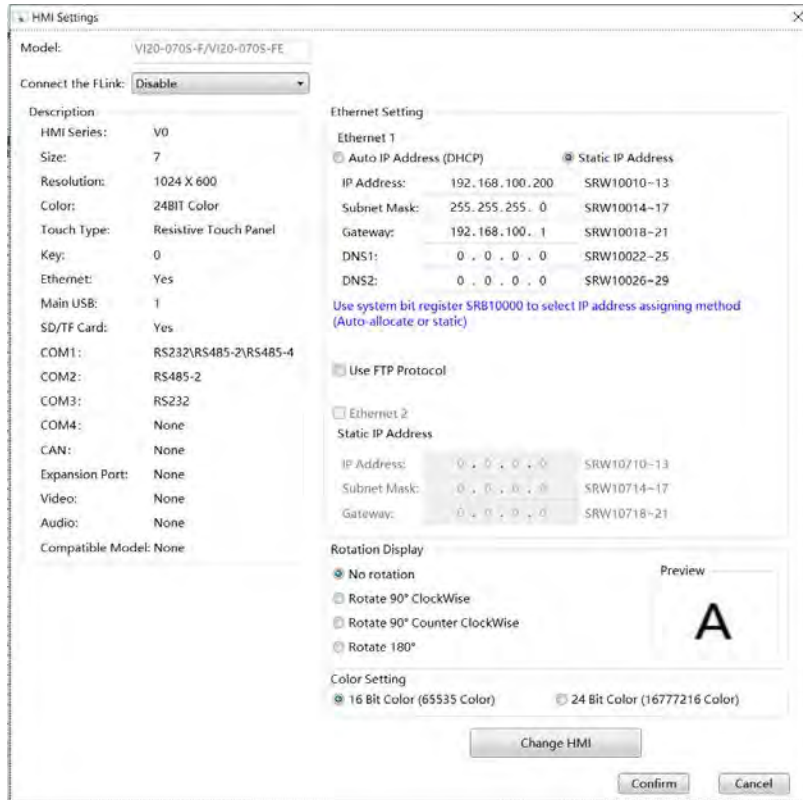 HMI Settings
Model: VI20-070S-F/VI20-070S-FE
Connect the FLink: Disable
Description
HMI Series: V0
Size: 7
Resolution: 1024 X 600
Color: 24BIT Color
Touch Type: Resistive Touch Panel
Key: 0
Ethernet: Yes
Main USB: 1
SD/TF Card: Yes
COM1: RS232\RS485-2\RS485-4
COM2: RS485-2
COM3: RS232
COM4: None
CAN: None
Expansion Port: None
Video: None
Audio: None
Compatible Model: None
Ethernet Setting
Ethernet 1
Auto IP Address (DHCP) Static IP Address
IP Address: 192.168.100.200 SRW10010~13
Subnet Mask: 255.255.255. 0 SRW10014~17
Gateway: 192.168.100. 1 SRW10018~21
DNS1: 0 . 0 . 0 . 0 SRW10022~25
DNS2: 0 . 0 . 0 . 0 SRW10026~29
Use system bit register SRB10000 to select IP address assigning method
(Auto-allocate or static)
Use FTP Protocol
Ethernet 2
Static IP Address
IP Address: 0 . 0 . 0 . 0 SRW10710~13
Subnet Mask: 0 . 0 . 0 . 0 SRW10714~17
Gateway: 0 . 0 . 0 . 0 SRW10718~21
Rotation Display
No rotation
Rotate 90° ClockWise
Rotate 90° Counter ClockWise
Rotate 180°
Preview
A
Color Setting
16 Bit Color (65535 Color) 24 Bit Color (16777216 Color)
Change HMI
Confirm Cancel